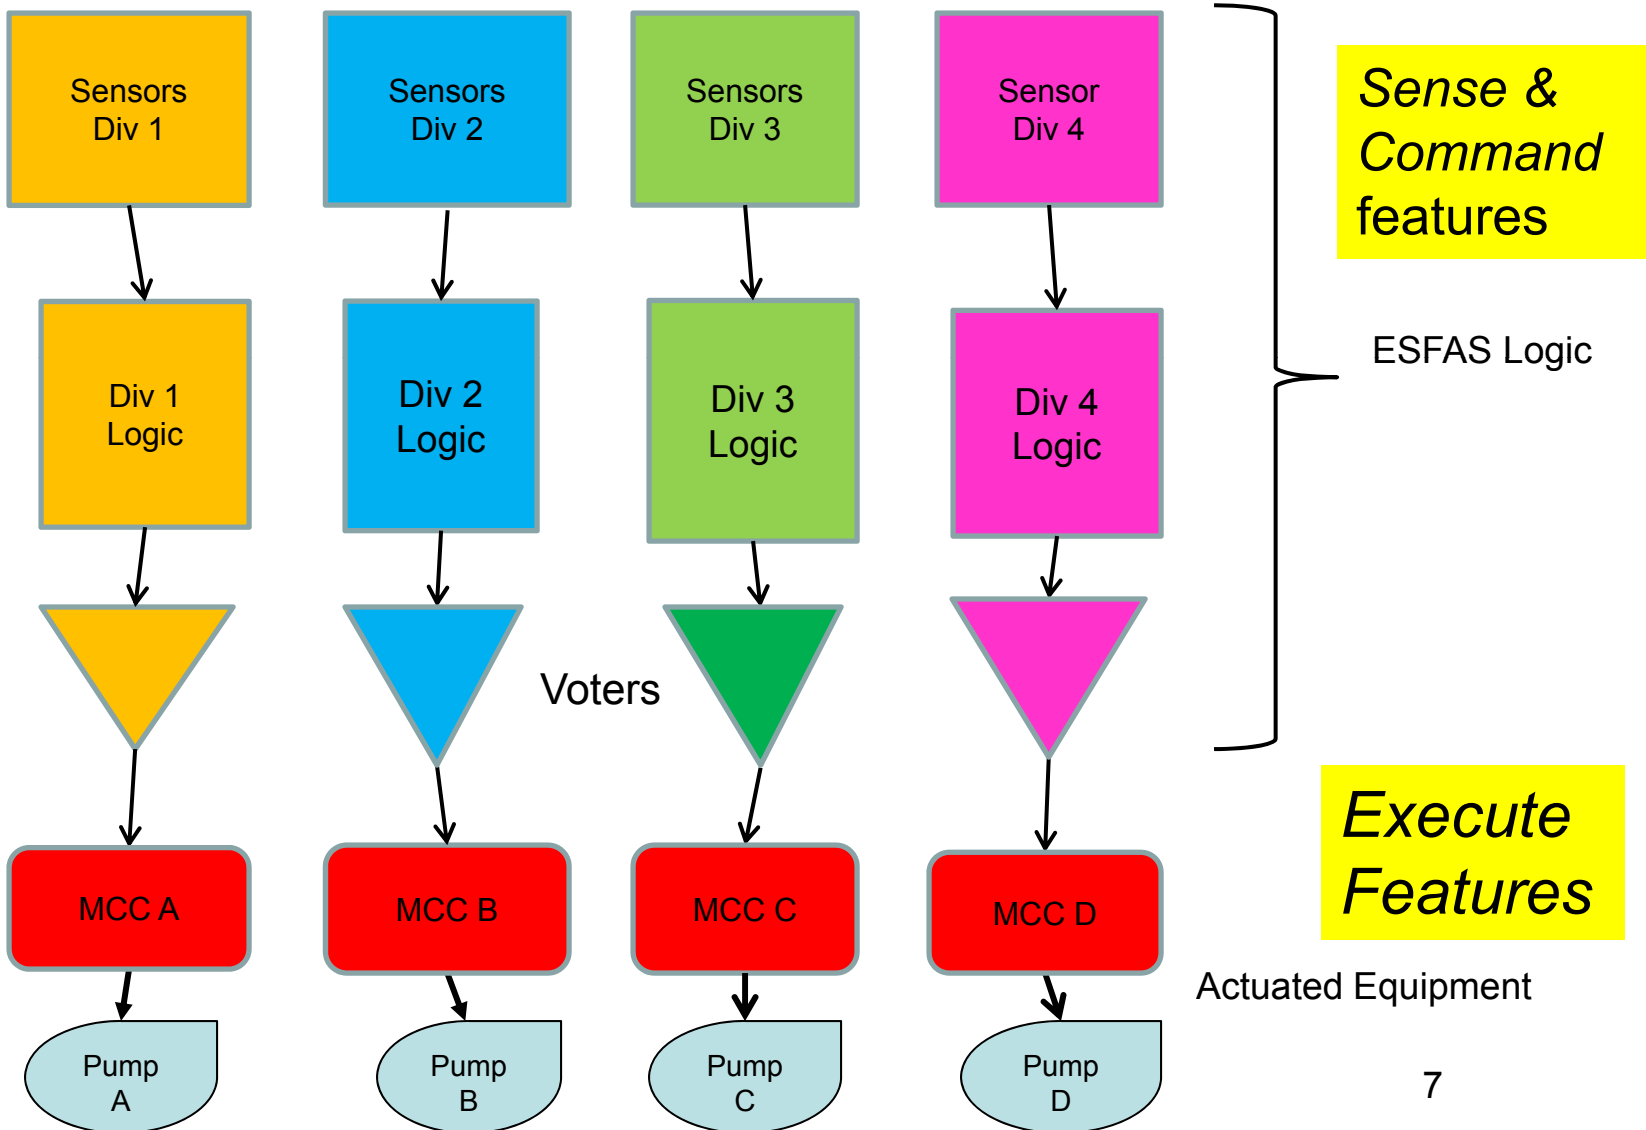 Sensors
Div 1
Sensors
Div 2
Sensors
Div 3
Sensor
Div 4
Sense &
Command
features
Div 1
Logic
Div 2
Logic
Div 3
Logic
Div 4
Logic
ESFAS Logic
Voters
MCC A
MCC B
MCC C
MCC D
Execute
Features
Actuated Equipment
Pump
A
Pump
B
Pump
C
Pump
D
7